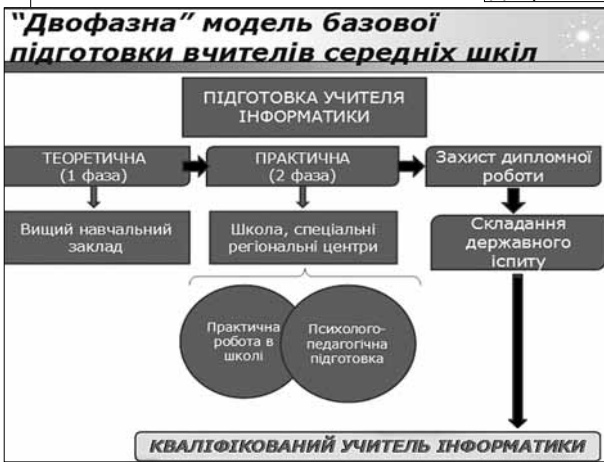 “Двофазна” модель базової
підготовки вчителів середніх шкіл
ПІДГОТОВКА УЧИТЕЛЯ
ІНФОРМАТИКИ
ТЕОРЕТИЧНА
(1 фаза)
ПРАКТИЧНА
(2 фаза)
Захист дипломної
роботи
Вищий навчальний
заклад
Школа, спеціальні
регіональні центри
Складання
державного
іспиту
Практична
робота в
школі
Психолого-
педагогічна
підготовка
КВАЛІФІКОВАНИЙ УЧИТЕЛЬ ІНФОРМАТИКИ